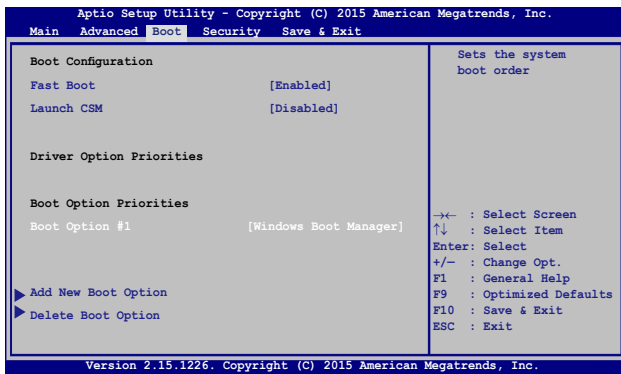 Aptio Setup Utility - Copyright (C) 2015 American Megatrends, Inc.
Main Advanced Boot Security Save & Exit
Boot Configuration
Fast Boot [Enabled]
Launch CSM [Disabled]
Driver Option Priorities
Boot Option Priorities
Boot Option #1 [Windows Boot Manager]
Add New Boot Option
Delete Boot Option
Sets the system
boot order
→← : Select Screen
↑↓ : Select Item
Enter: Select
+/— : Change Opt.
F1 : General Help
F9 : Optimized Defaults
F10 : Save & Exit
ESC : Exit
Version 2.15.1226. Copyright (C) 2015 American Megatrends, Inc.